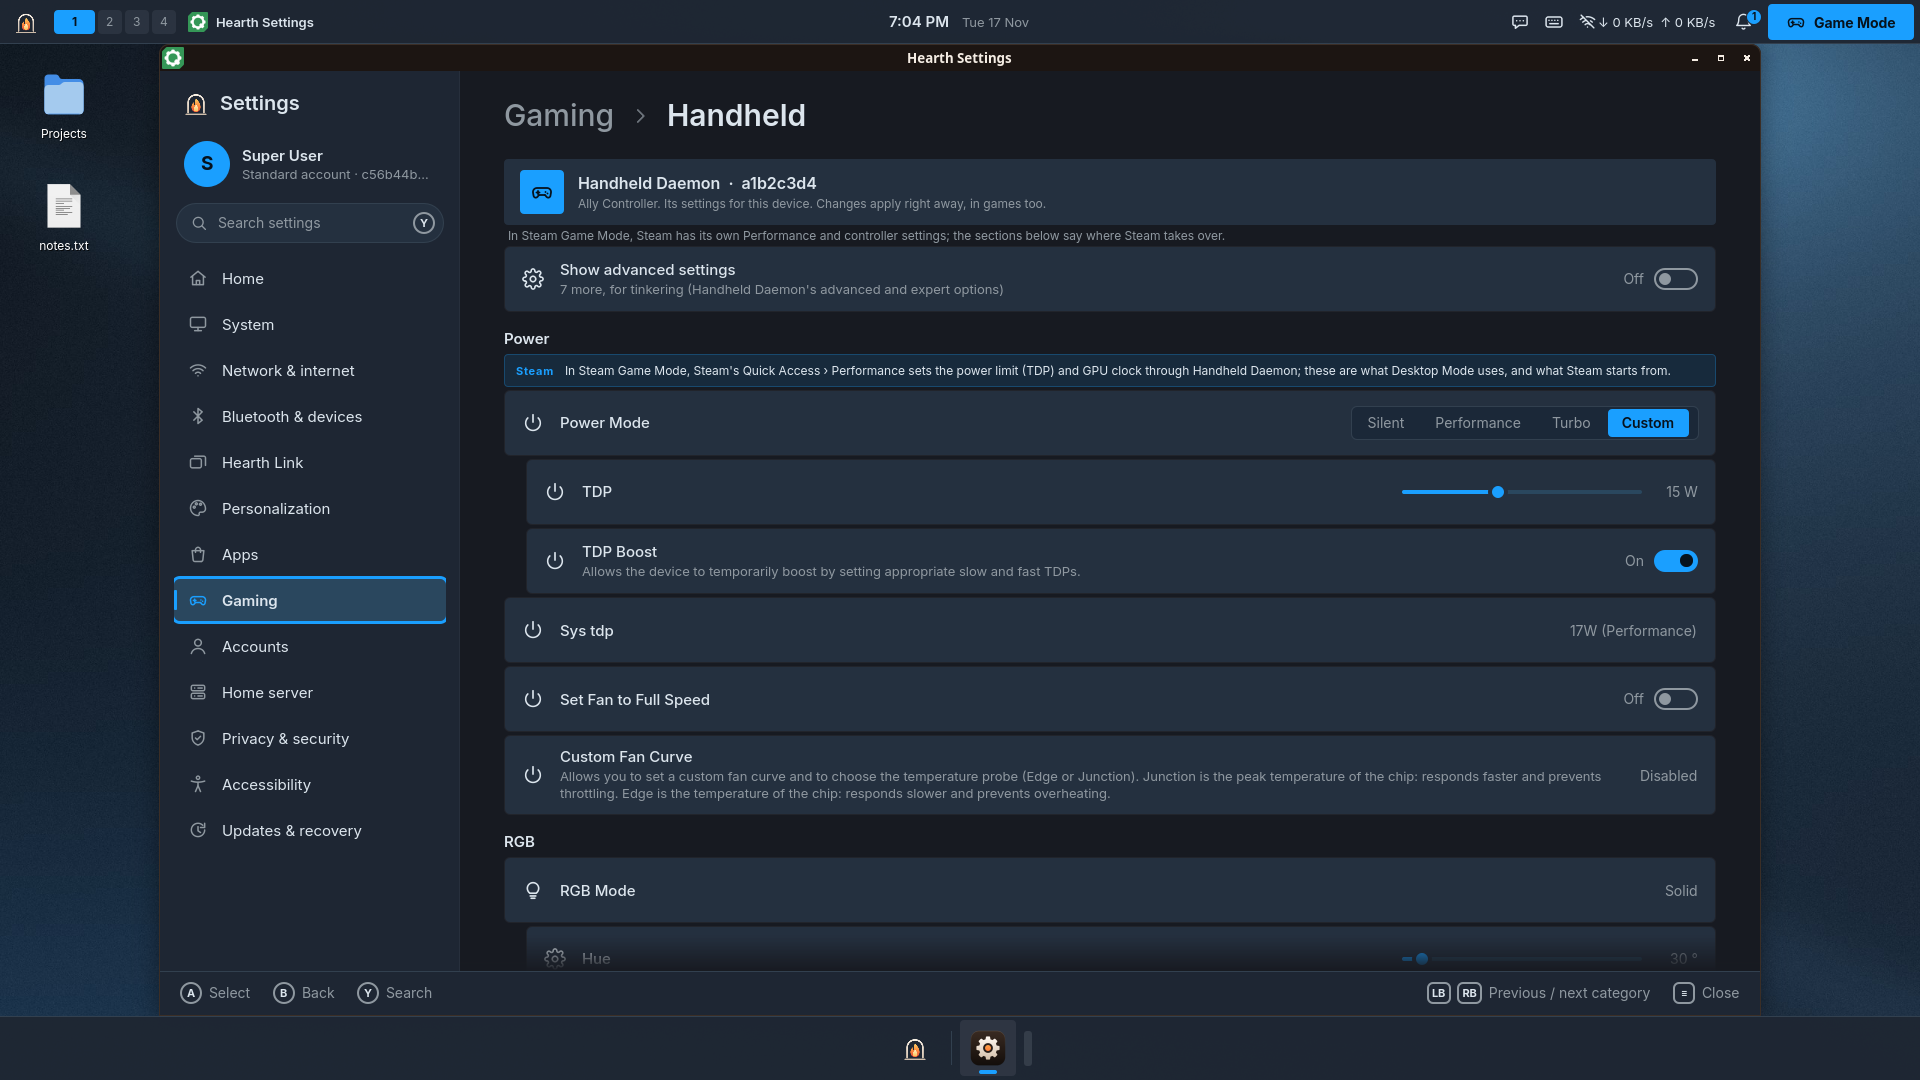 1
2
3
4
Hearth Settings
7:04 PM
Tue 17 Nov
↓ 0 KB/s ↑ 0 KB/s
1
Game Mode
Projects
notes.txt
Hearth Settings
Settings
S
Super User
Standard account · c56b44b...
Search settings
Y
Home
System
Network & internet
Bluetooth & devices
Hearth Link
Personalization
Apps
Gaming
Accounts
Home server
Privacy & security
Accessibility
Updates & recovery
Gaming > Handheld
Handheld Daemon · a1b2c3d4
Ally Controller. Its settings for this device. Changes apply right away, in games too.
In Steam Game Mode, Steam has its own Performance and controller settings; the sections below say where Steam takes over.
Show advanced settings
7 more, for tinkering (Handheld Daemon's advanced and expert options)
Off
Power
Steam In Steam Game Mode, Steam's Quick Access › Performance sets the power limit (TDP) and GPU clock through Handheld Daemon; these are what Desktop Mode uses, and what Steam starts from.
Power Mode
Silent Performance Turbo Custom
TDP
15 W
TDP Boost
Allows the device to temporarily boost by setting appropriate slow and fast TDPs.
On
Sys tdp
17W (Performance)
Set Fan to Full Speed
Off
Custom Fan Curve
Allows you to set a custom fan curve and to choose the temperature probe (Edge or Junction). Junction is the peak temperature of the chip: responds faster and prevents
throttling. Edge is the temperature of the chip: responds slower and prevents overheating.
Disabled
RGB
RGB Mode
Solid
Hue
30 °
A Select
B Back
Y Search
LB RB Previous / next category
≡ Close